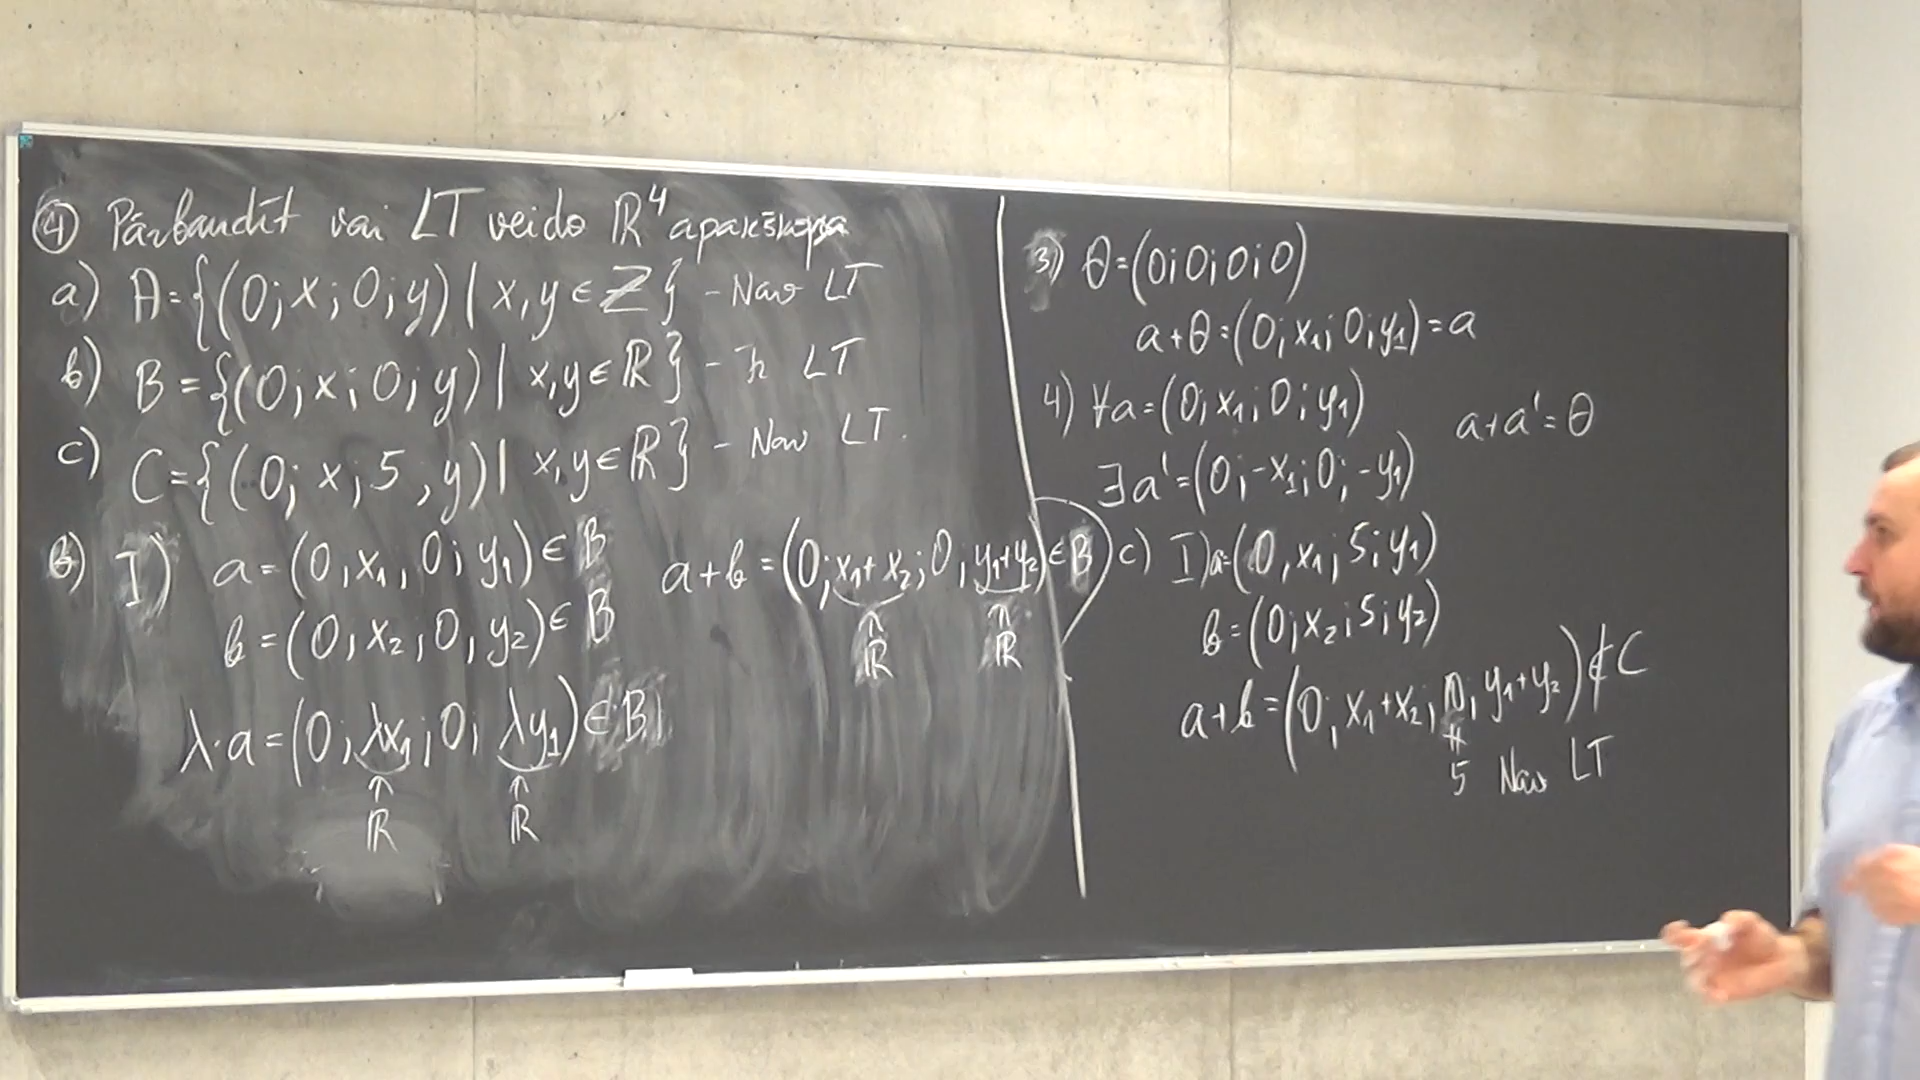 ④ Pārbaudīt vai LT veido ℝ⁴ apakškopa
a) A={(0; x; 0; y) | x, y ∈ ℤ} - Nav LT
b) B={(0; x; 0; y) | x, y ∈ ℝ} - Ir LT
c) C={(0; x; 5, y) | x, y ∈ ℝ} - Nav LT.
b) I) a=(0, x₁, 0; y₁) ∈ B
b=(0, x₂, 0, y₂) ∈ B
a+b=(0; x₁+x₂; 0; y₁+y₂) ∈ B
↑ ↑
ℝ ℝ
λ·a=(0; λx₁; 0; λy₁) ∈ B
↑ ↑
ℝ ℝ
3) θ=(0; 0; 0; 0)
a+θ=(0; x₁; 0; y₁)=a
4) ∀a=(0; x₁; 0; y₁)
a+a'=θ
∃a'=(0; -x₁; 0; -y₁)
c) I) a=(0, x₁; 5; y₁)
b=(0; x₂; 5; y₂)
a+b=(0; x₁+x₂; 10; y₁+y₂) ∉ C
≠
5 Nav LT